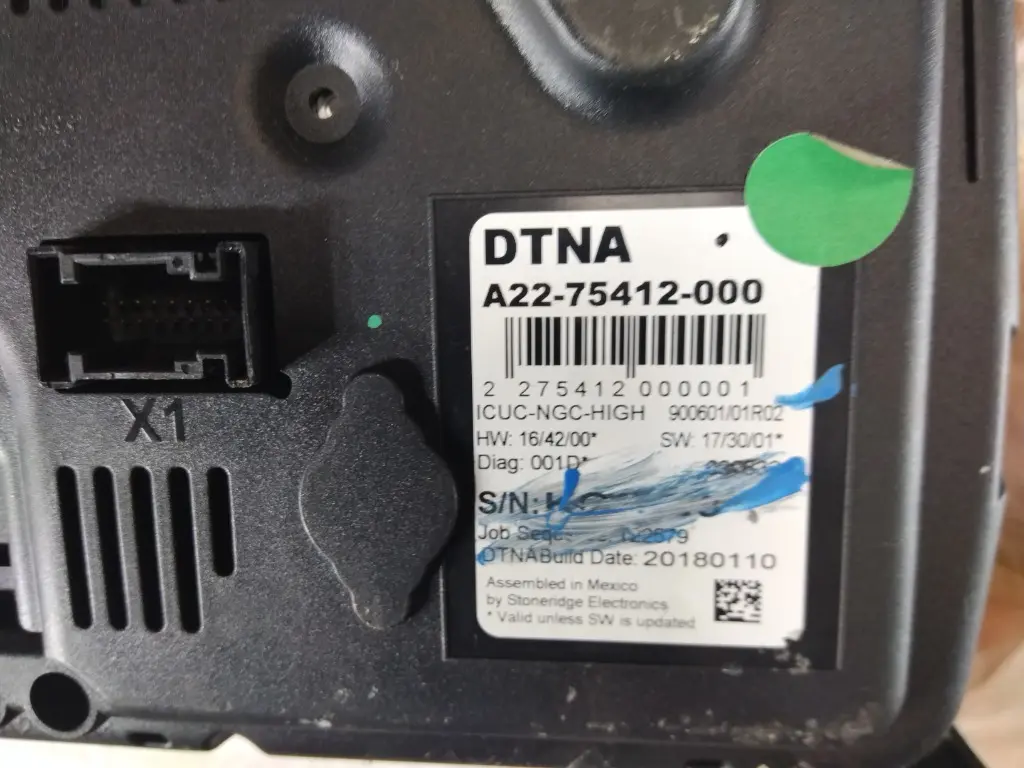 DTNA
A22-75412-000
2 275412 000001
ICUC-NGC-HIGH 900601/01R02
HW: 16/42/00* SW: 17/30/01*
Diag: 001D*
S/N:
Job
DTNABuild Date: 20180110
Assembled in Mexico
by Stoneridge Electronics
* Valid unless SW is updated
X1